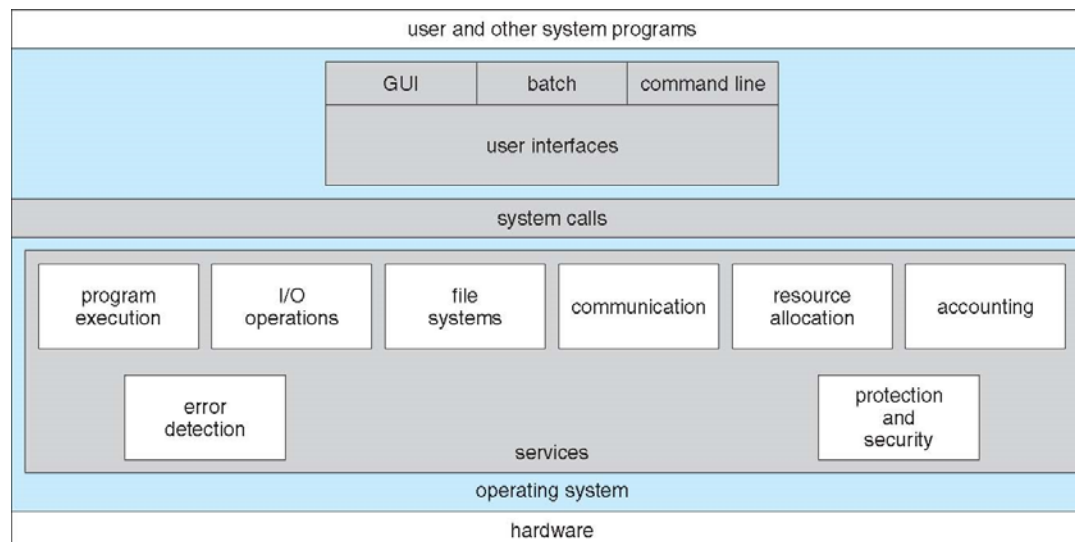 user and other system programs
GUI
batch
command line
user interfaces
system calls
program
execution
I/O
operations
file
systems
communication
resource
allocation
accounting
error
detection
protection
and
security
services
operating system
hardware